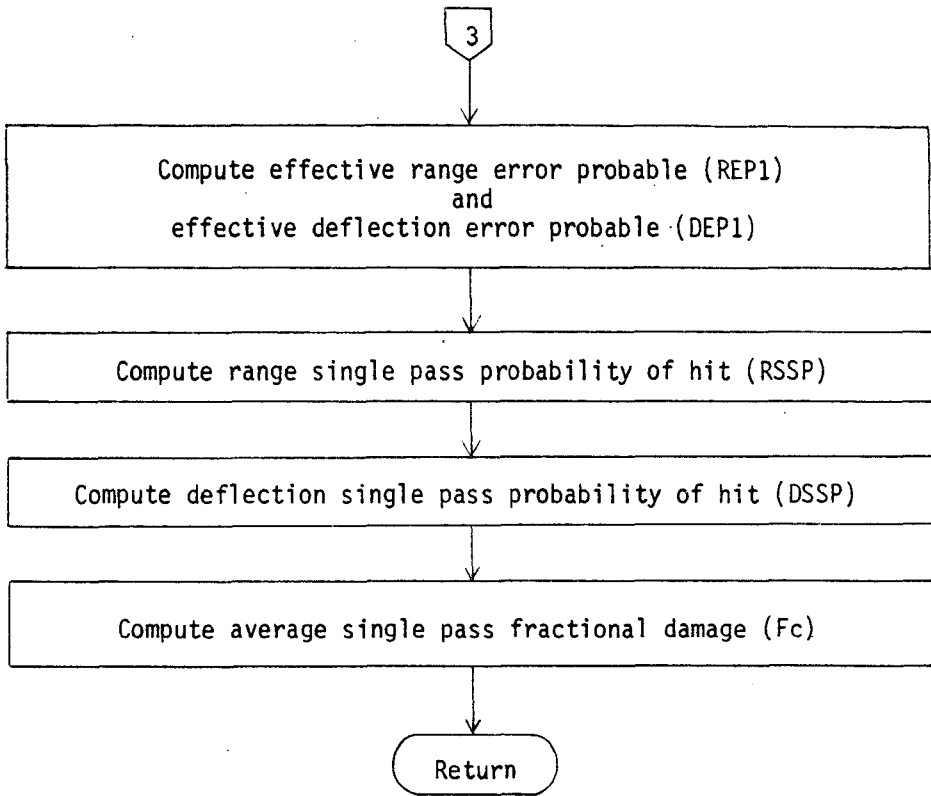 3
Compute effective range error probable (REP1)
and
effective deflection error probable (DEP1)
Compute range single pass probability of hit (RSSP)
Compute deflection single pass probability of hit (DSSP)
Compute average single pass fractional damage (Fc)
Return